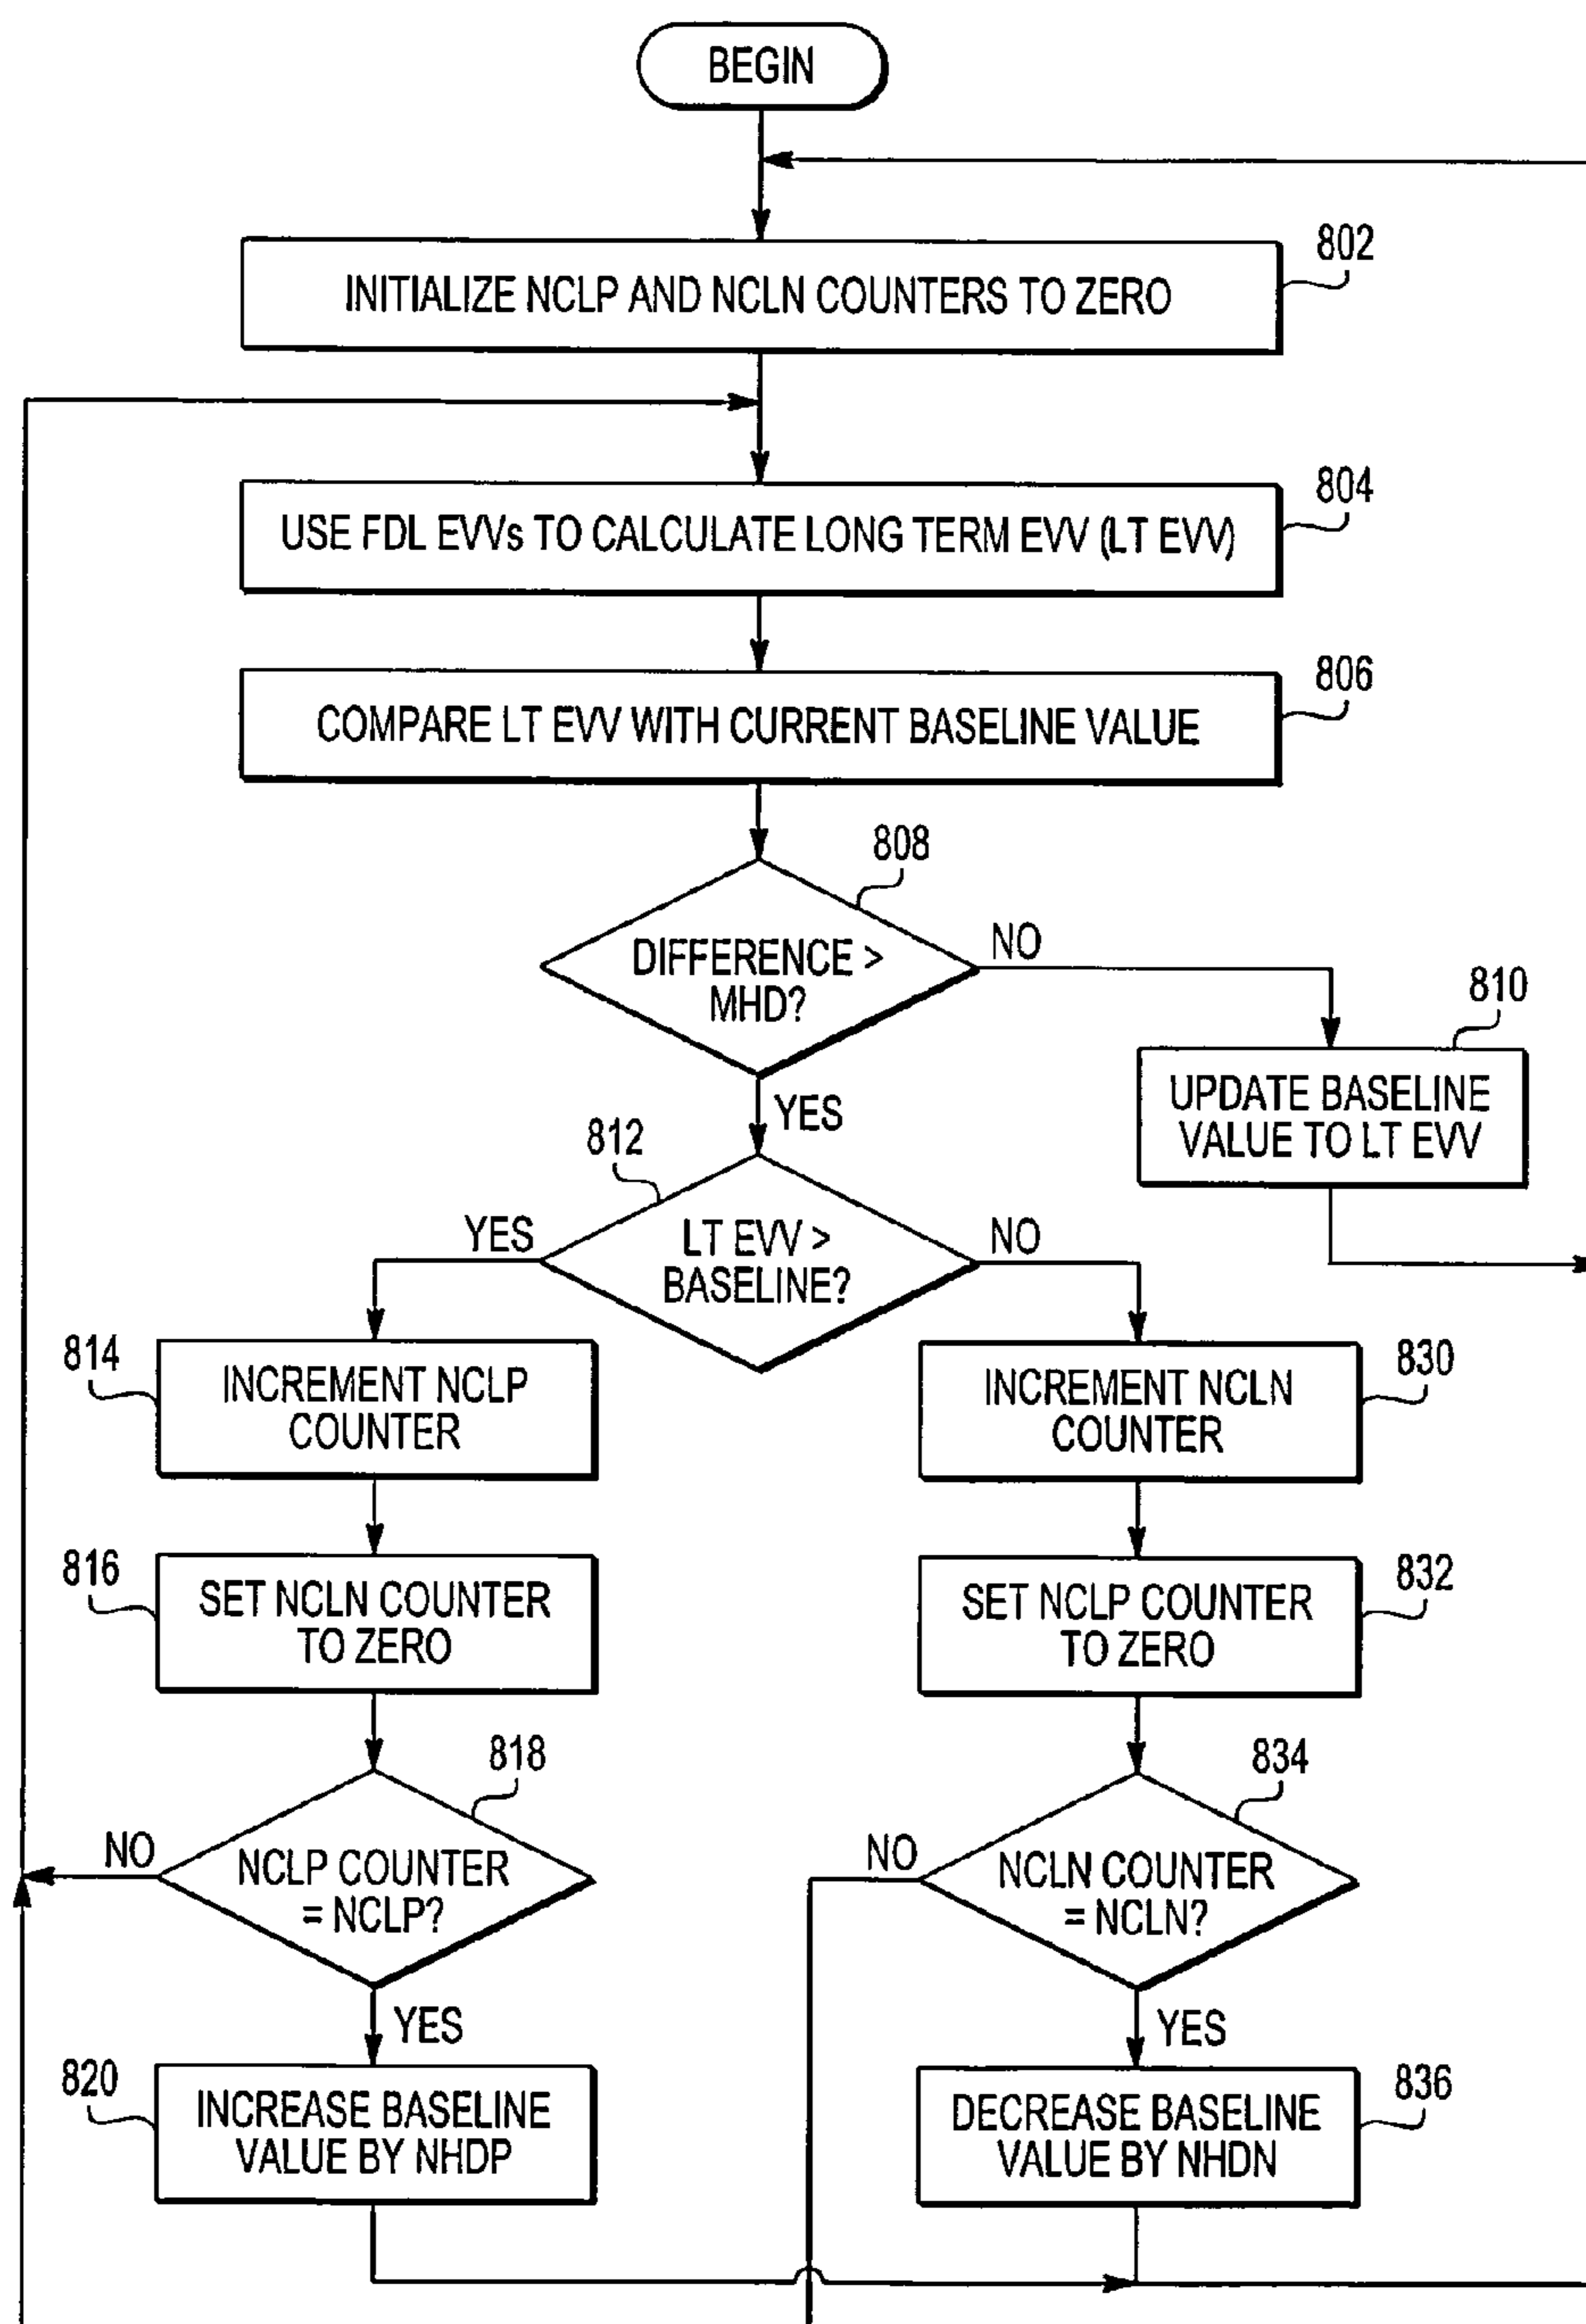 BEGIN
802
INITIALIZE NCLP AND NCLN COUNTERS TO ZERO
804
USE FDL EVVs TO CALCULATE LONG TERM EVV (LT EVV)
806
COMPARE LT EVV WITH CURRENT BASELINE VALUE
808
DIFFERENCE >
MHD?
NO
810
UPDATE BASELINE
VALUE TO LT EVV
YES
812
LT EVV >
BASELINE?
YES
NO
814
INCREMENT NCLP
COUNTER
830
INCREMENT NCLN
COUNTER
816
SET NCLN COUNTER
TO ZERO
832
SET NCLP COUNTER
TO ZERO
818
NCLP COUNTER
= NCLP?
NO
834
NCLN COUNTER
= NCLN?
NO
YES
YES
820
INCREASE BASELINE
VALUE BY NHDP
836
DECREASE BASELINE
VALUE BY NHDN